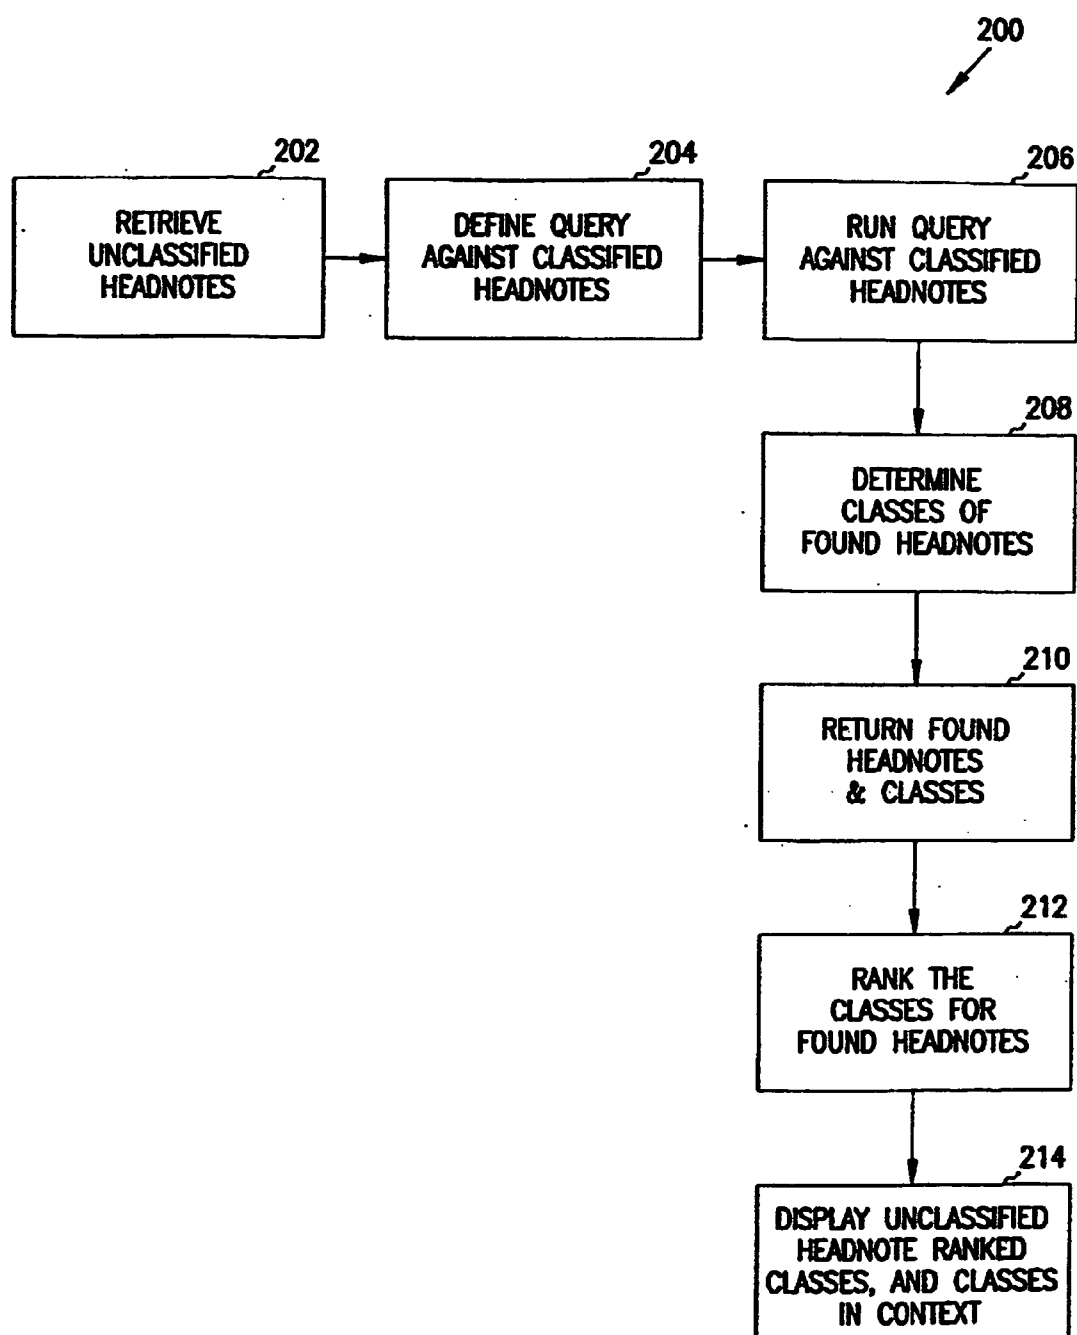 200
202
RETRIEVE
UNCLASSIFIED
HEADNOTES
204
DEFINE QUERY
AGAINST CLASSIFIED
HEADNOTES
206
RUN QUERY
AGAINST CLASSIFIED
HEADNOTES
208
DETERMINE
CLASSES OF
FOUND HEADNOTES
210
RETURN FOUND
HEADNOTES
& CLASSES
212
RANK THE
CLASSES FOR
FOUND HEADNOTES
214
DISPLAY UNCLASSIFIED
HEADNOTE RANKED
CLASSES, AND CLASSES
IN CONTEXT